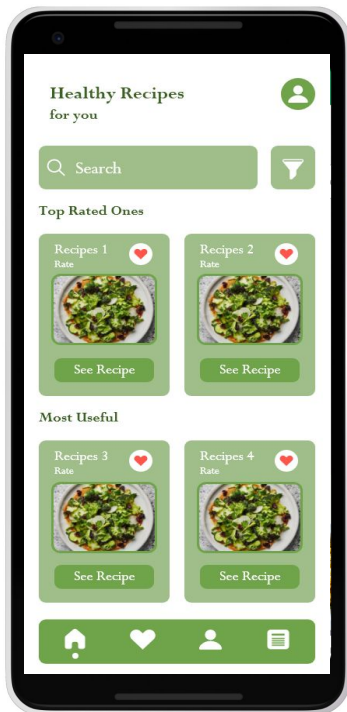 Healthy Recipes
for you
Search
Top Rated Ones
Recipes 1
Rate
See Recipe
Recipes 2
Rate
See Recipe
Most Useful
Recipes 3
Rate
See Recipe
Recipes 4
Rate
See Recipe